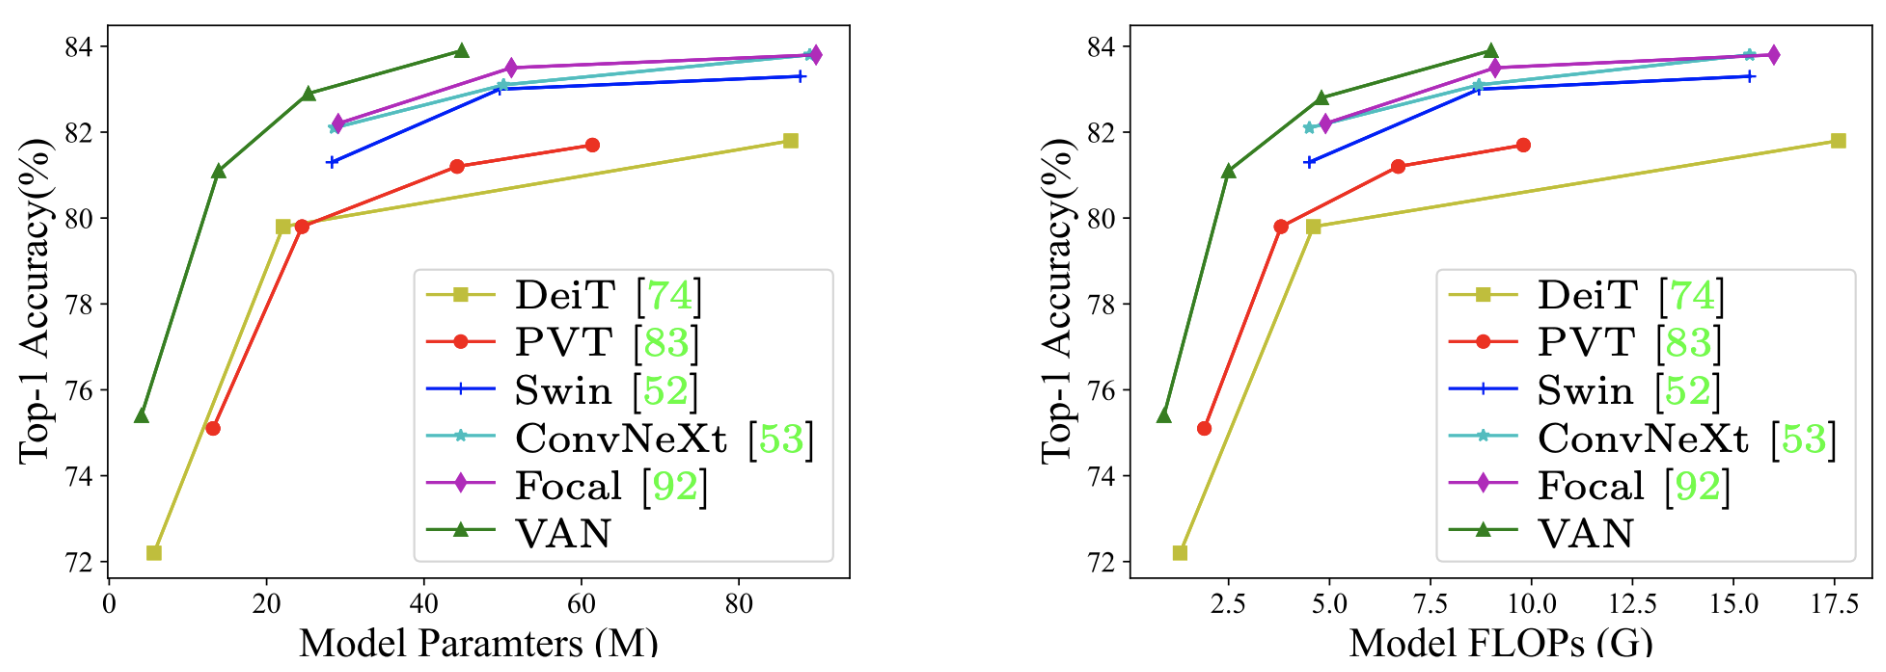 84
82
80
78
76
74
72
Top-1 Accuracy(%)
DeiT [74]
PVT [83]
Swin [52]
ConvNeXt [53]
Focal [92]
VAN
0 20 40 60 80
Model Paramters (M)
84
82
80
78
76
74
72
Top-1 Accuracy(%)
DeiT [74]
PVT [83]
Swin [52]
ConvNeXt [53]
Focal [92]
VAN
2.5 5.0 7.5 10.0 12.5 15.0 17.5
Model FLOPs (G)